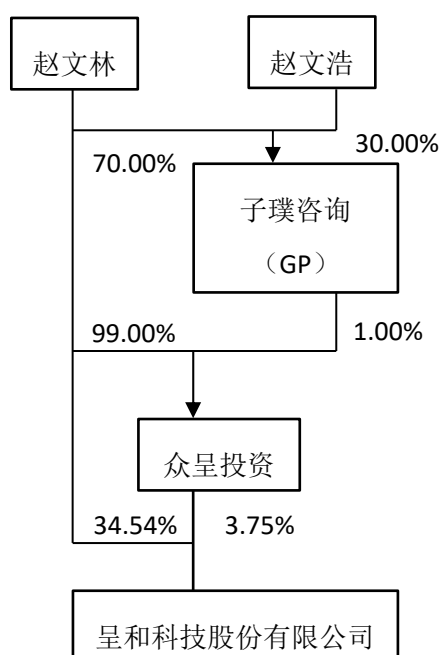 赵文林
赵文浩
30.00%
70.00%
子璞咨询
（GP）
99.00%
1.00%
众呈投资
34.54%
3.75%
呈和科技股份有限公司